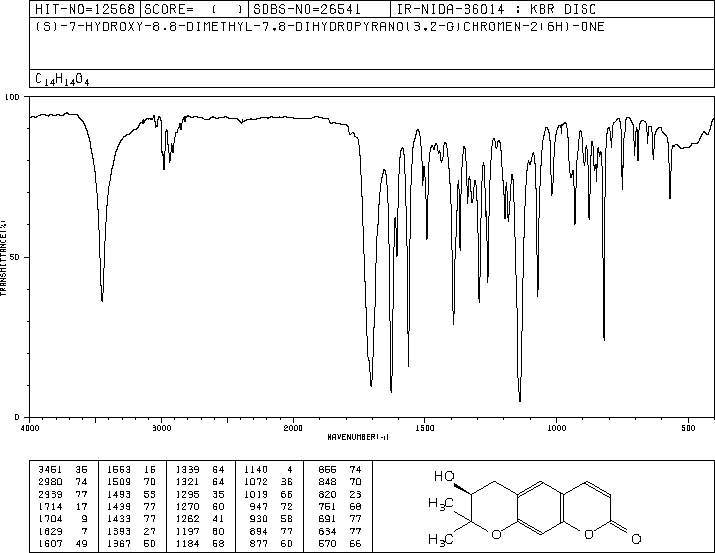 HIT-NO=12568 SCORE= ( ) SDBS-NO=26541 IR-NIDA-36014 : KBR DISC
(S)-7-HYDROXY-8,8-DIMETHYL-7,8-DIHYDROPYRANO(3,2-G)CHROMEN-2(6H)-ONE
C14H14O4
100
TRANSMITTANCE(%)
50
0
4000 3000 2000 1500 1000 500
WAVENUMBER(-1)
3461 35 1563 15 1339 64 1140 4 866 74
2980 74 1509 70 1321 64 1072 36 848 70
2939 77 1493 55 1295 35 1019 66 820 23
1714 17 1439 77 1270 60 947 72 751 68
1704 9 1433 77 1262 41 930 58 691 77
1629 7 1393 27 1197 60 894 77 634 77
1607 49 1367 50 1184 58 877 60 570 66
HO
H3C
H3C
O O O